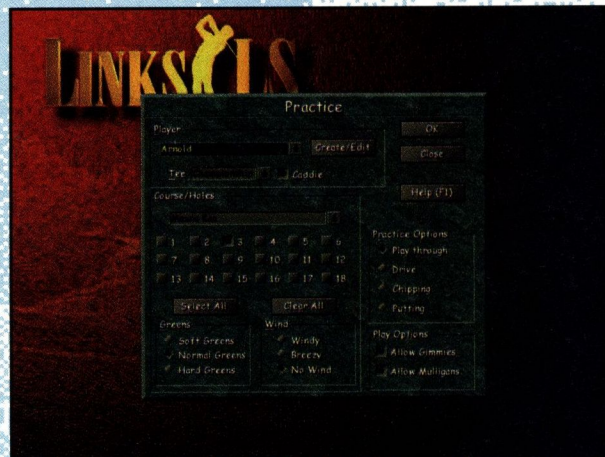 LINKS LS
Practice
Player
Arnold
Create/Edit
Tee
Caddie
Course/Holes
1 2 3 4 5 6
7 8 9 10 11 12
13 14 15 16 17 18
Select All
Clear All
Greens
Soft Greens
Normal Greens
Hard Greens
Wind
Windy
Breezy
No Wind
OK
Close
Help (F1)
Practice Options
Play through
Drive
Chipping
Putting
Play Options
Allow Gimmies
Allow Mulligans